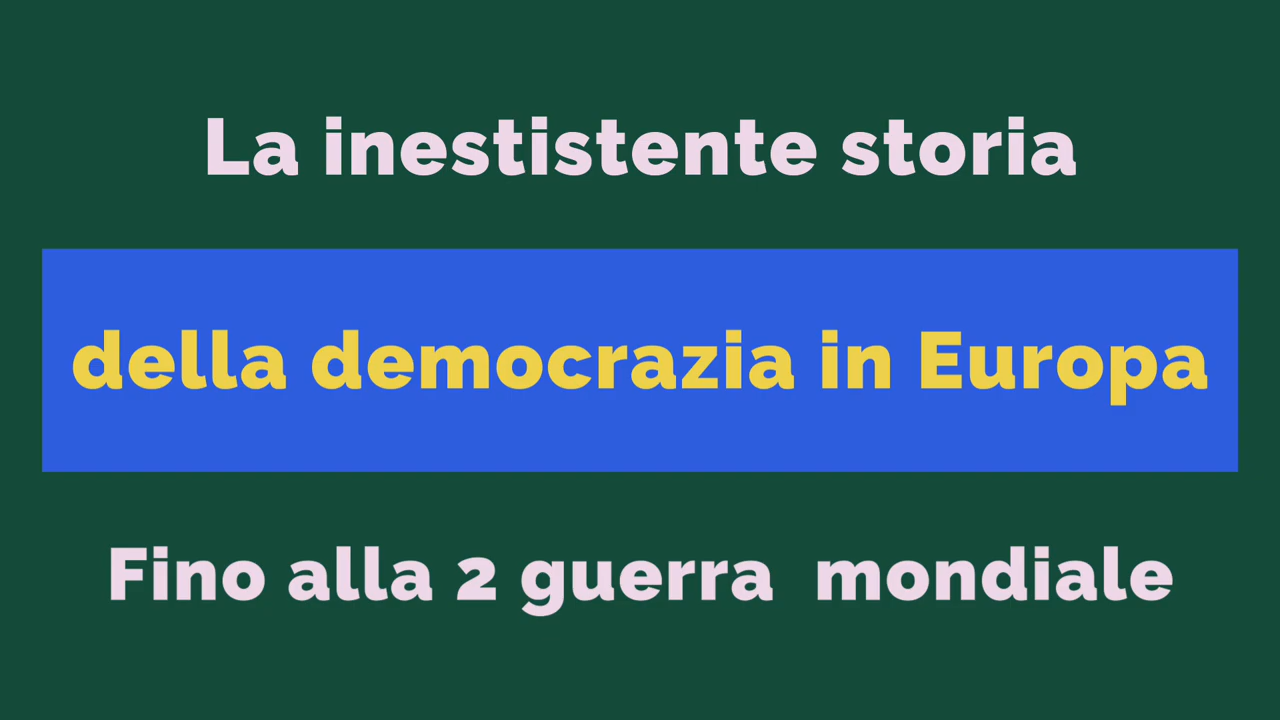 La inestistente storia
della democrazia in Europa
Fino alla 2 guerra mondiale